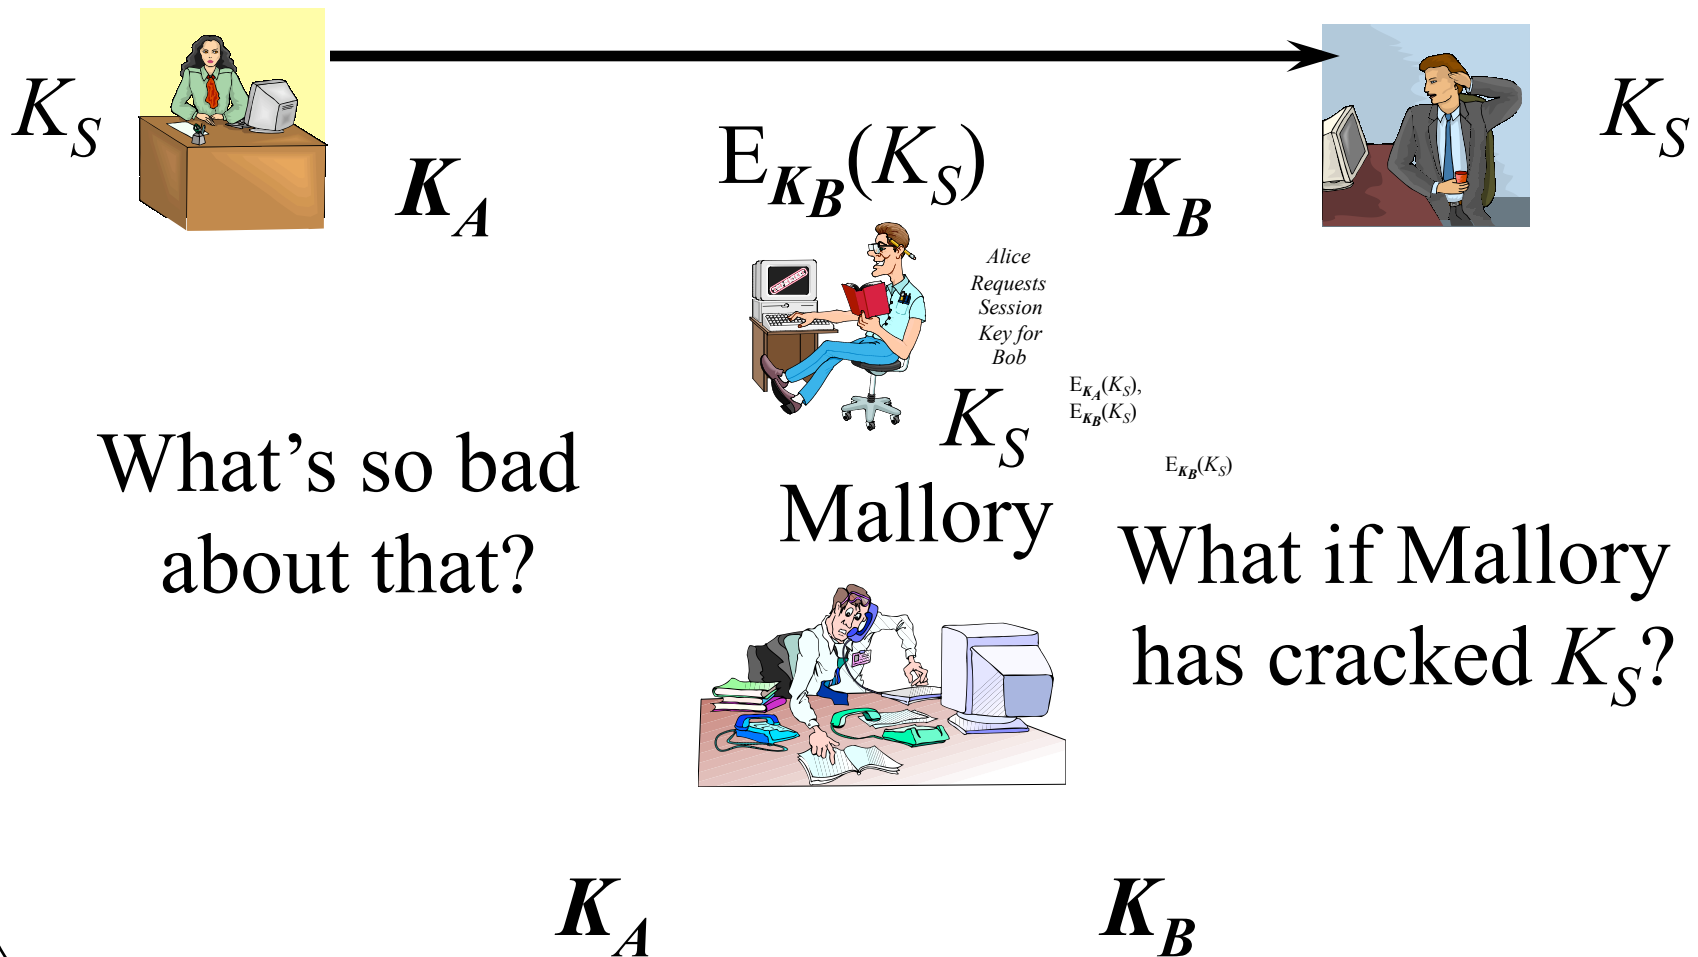 K_S
K_S
E_{K_B}(K_S)
K_A
K_B
Alice
Requests
Session
Key for
Bob
E_{K_A}(K_S),
E_{K_B}(K_S)
K_S
E_{K_B}(K_S)
What's so bad
about that?
Mallory
What if Mallory
has cracked K_S?
K_A
K_B